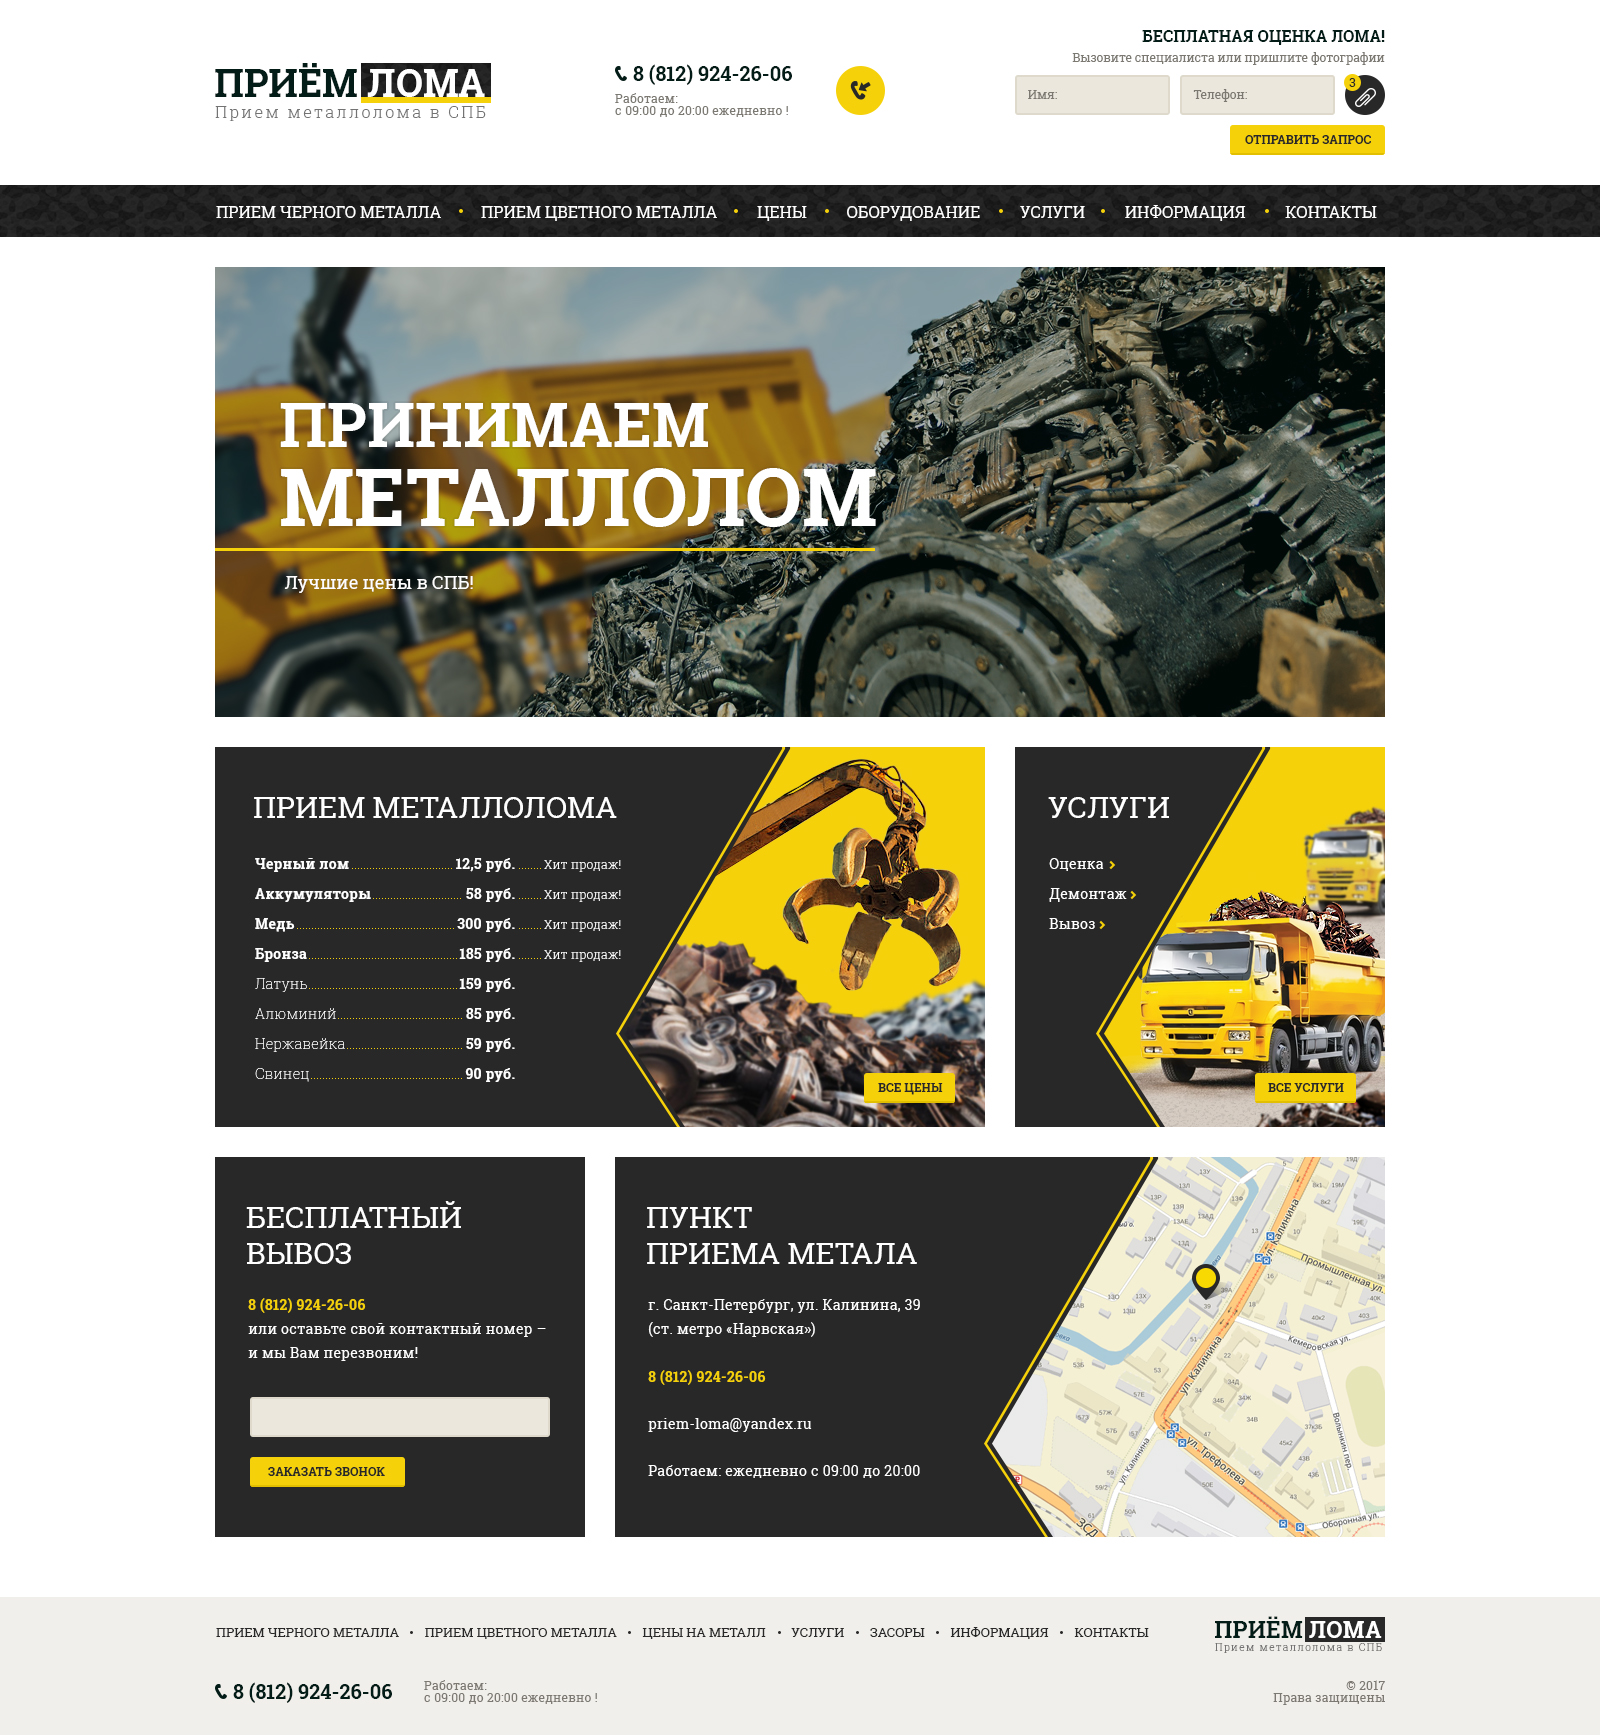 ПРИЁМ ЛОМА
Прием металлолома в СПБ
8 (812) 924-26-06
Работаем:
с 09:00 до 20:00 ежедневно !
БЕСПЛАТНАЯ ОЦЕНКА ЛОМА!
Вызовите специалиста или пришлите фотографии
Имя:
Телефон:
3
ОТПРАВИТЬ ЗАПРОС
ПРИЕМ ЧЕРНОГО МЕТАЛЛА • ПРИЕМ ЦВЕТНОГО МЕТАЛЛА • ЦЕНЫ • ОБОРУДОВАНИЕ • УСЛУГИ • ИНФОРМАЦИЯ • КОНТАКТЫ
ПРИНИМАЕМ
МЕТАЛЛОЛОМ
Лучшие цены в СПБ!
ПРИЕМ МЕТАЛЛОЛОМА
Черный лом 12,5 руб. Хит продаж!
Аккумуляторы 58 руб. Хит продаж!
Медь 300 руб. Хит продаж!
Бронза 185 руб. Хит продаж!
Латунь 159 руб.
Алюминий 85 руб.
Нержавейка 59 руб.
Свинец 90 руб.
ВСЕ ЦЕНЫ
УСЛУГИ
Оценка
Демонтаж
Вывоз
ВСЕ УСЛУГИ
БЕСПЛАТНЫЙ
ВЫВОЗ
8 (812) 924-26-06
или оставьте свой контактный номер –
и мы Вам перезвоним!
ЗАКАЗАТЬ ЗВОНОК
ПУНКТ
ПРИЕМА МЕТАЛА
г. Санкт-Петербург, ул. Калинина, 39
(ст. метро «Нарвская»)
8 (812) 924-26-06
priem-loma@yandex.ru
Работаем: ежедневно с 09:00 до 20:00
ул. Калинина
Промышленная ул.
Кемеровская ул.
ул. Калинина
Волынкин пер.
ул. Трефолева
ул. Калинина
Оборонная ул.
ЗСД
ПРИЕМ ЧЕРНОГО МЕТАЛЛА • ПРИЕМ ЦВЕТНОГО МЕТАЛЛА • ЦЕНЫ НА МЕТАЛЛ • УСЛУГИ • ЗАСОРЫ • ИНФОРМАЦИЯ • КОНТАКТЫ
ПРИЁМ ЛОМА
Прием металлолома в СПБ
8 (812) 924-26-06
Работаем:
с 09:00 до 20:00 ежедневно !
© 2017
Права защищены